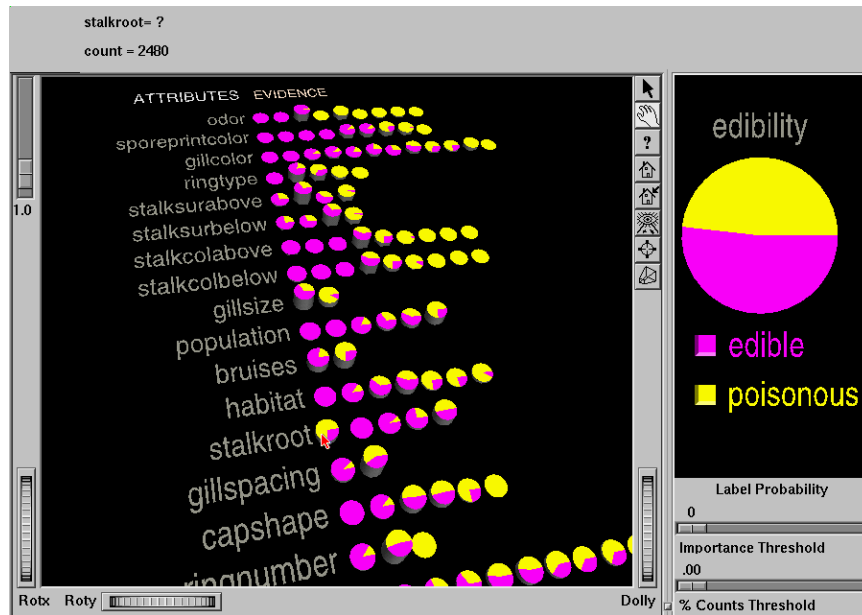 stalkroot= ?
count = 2480
ATTRIBUTES EVIDENCE
odor
sporeprintcolor
gillcolor
ringtype
stalksurabove
stalksurbelow
stalkcolabove
stalkcolbelow
gillsize
population
bruises
habitat
stalkroot
gillspacing
capshape
ringnumber
1.0
Rotx Roty
Dolly
?
edibility
edible
poisonous
Label Probability
0
Importance Threshold
.00
% Counts Threshold